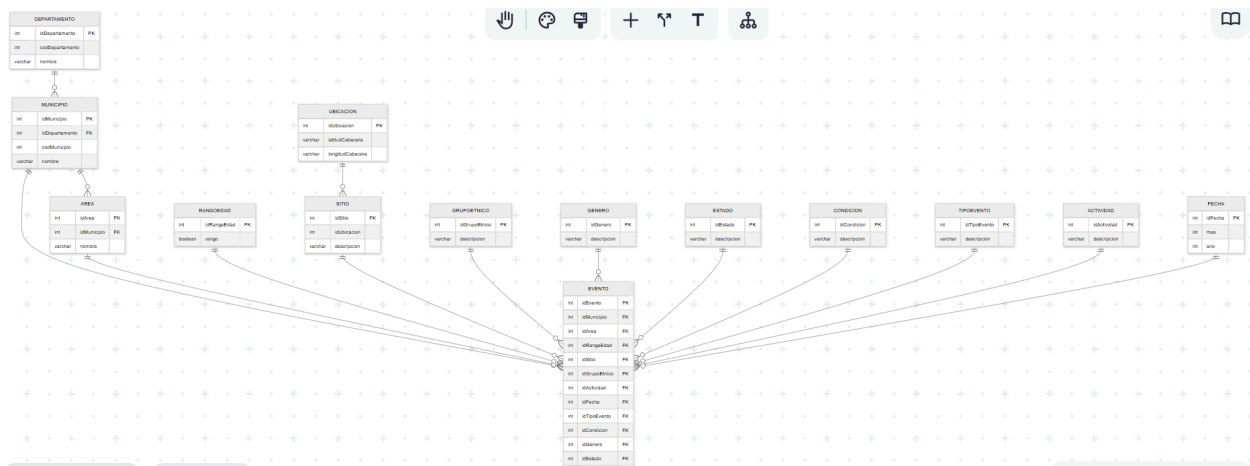 DEPARTAMENTO
int idDepartamento PK
int codDepartamento
varchar nombre
MUNICIPIO
int idMunicipio PK
int idDepartamento FK
int codMunicipio
varchar nombre
UBICACION
int idUbicacion PK
varchar latitudCabecera
varchar longitudCabecera
AREA
int idArea PK
int idMunicipio FK
varchar nombre
RANGOEDAD
int idRangeEdad PK
boolean rango
SITIO
int idSitio PK
int idUbicacion FK
varchar descripcion
GRUPOETNICO
int idGrupoEtnico PK
varchar descripcion
GENERO
int idGenero PK
varchar descripcion
ESTADO
int idEstado PK
varchar descripcion
CONDICION
int idCondicion PK
varchar descripcion
TIPOEVENTO
int idTipoEvento PK
varchar descripcion
ACTIVIDAD
int idActividad PK
varchar descripcion
FECHA
int idFecha PK
int mes
int ano
EVENTO
int idEvento PK
int idMunicipio FK
int idArea FK
int idRangeEdad FK
int idSitio FK
int idGrupoEtnico FK
int idActividad FK
int idFecha FK
int idTipoEvento FK
int idCondicion FK
int idGenero FK
int idEstado FK